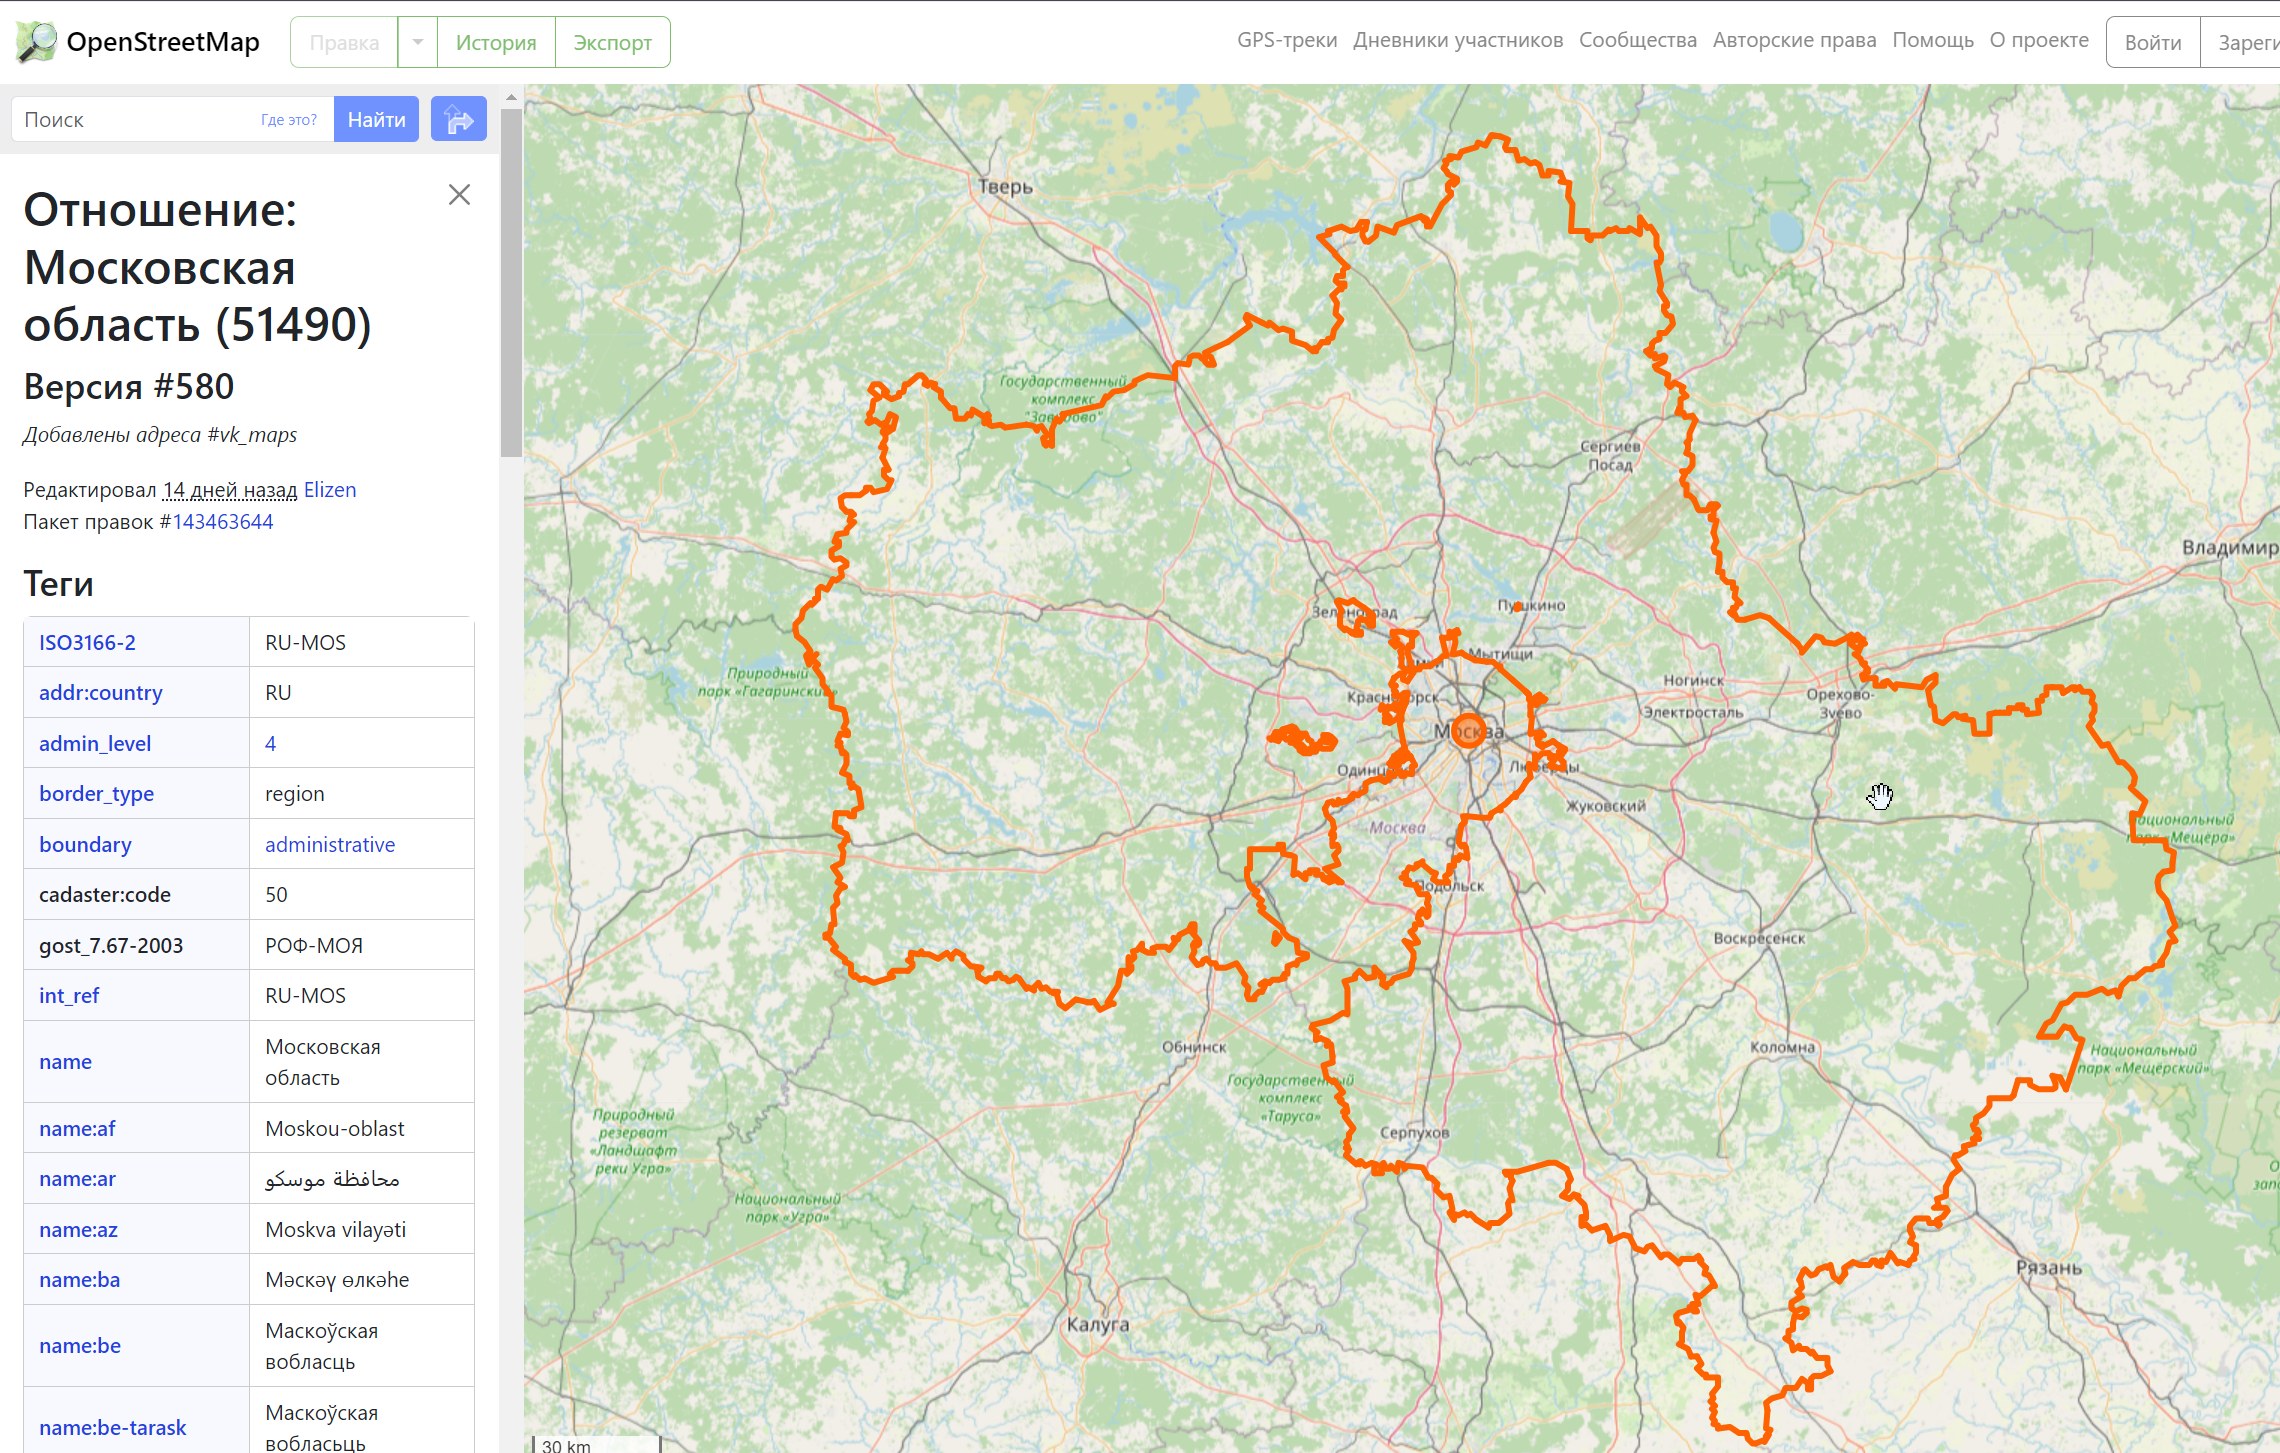 OpenStreetMap
Правка
История
Экспорт
GPS-треки
Дневники участников
Сообщества
Авторские права
Помощь
О проекте
Войти
Зареги
Поиск
Где это?
Найти
Отношение:
Московская
область (51490)
Версия #580
Добавлены адреса #vk_maps
Редактировал 14 дней назад Elizen
Пакет правок #143463644
Теги
ISO3166-2 RU-MOS
addr:country RU
admin_level 4
border_type region
boundary administrative
cadaster:code 50
gost_7.67-2003 РОФ-МОЯ
int_ref RU-MOS
name Московская
область
name:af Moskou-oblast
name:ar محافظة موسكو
name:az Moskva vilayəti
name:ba Мәскәү өлкәһе
name:be Маскоўская
вобласць
name:be-tarask Маскоўская
вобласьць
Тверь
Государственный
комплекс
"Завидово"
Сергиев
Посад
Владимир
Зеленоград
Пушкино
Мытищи
Природный
парк «Гагаринский»
Красногорск
Ногинск
Электросталь
Орехово-
Зуево
Москва
Одинцово
Люберцы
Жуковский
Москва
Национальный
парк «Мещера»
Подольск
Воскресенск
Обнинск
Коломна
Национальный
парк «Мещерский»
Государственный
комплекс
«Таруса»
Природный
резерват
«Ландшафт
реки Угра»
Серпухов
Национальный
парк «Угра»
Рязань
Калуга
30 km